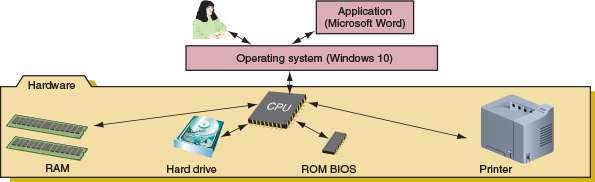 Application
(Microsoft Word)
Operating system (Windows 10)
Hardware
CPU
RAM
Hard drive
ROM BIOS
Printer